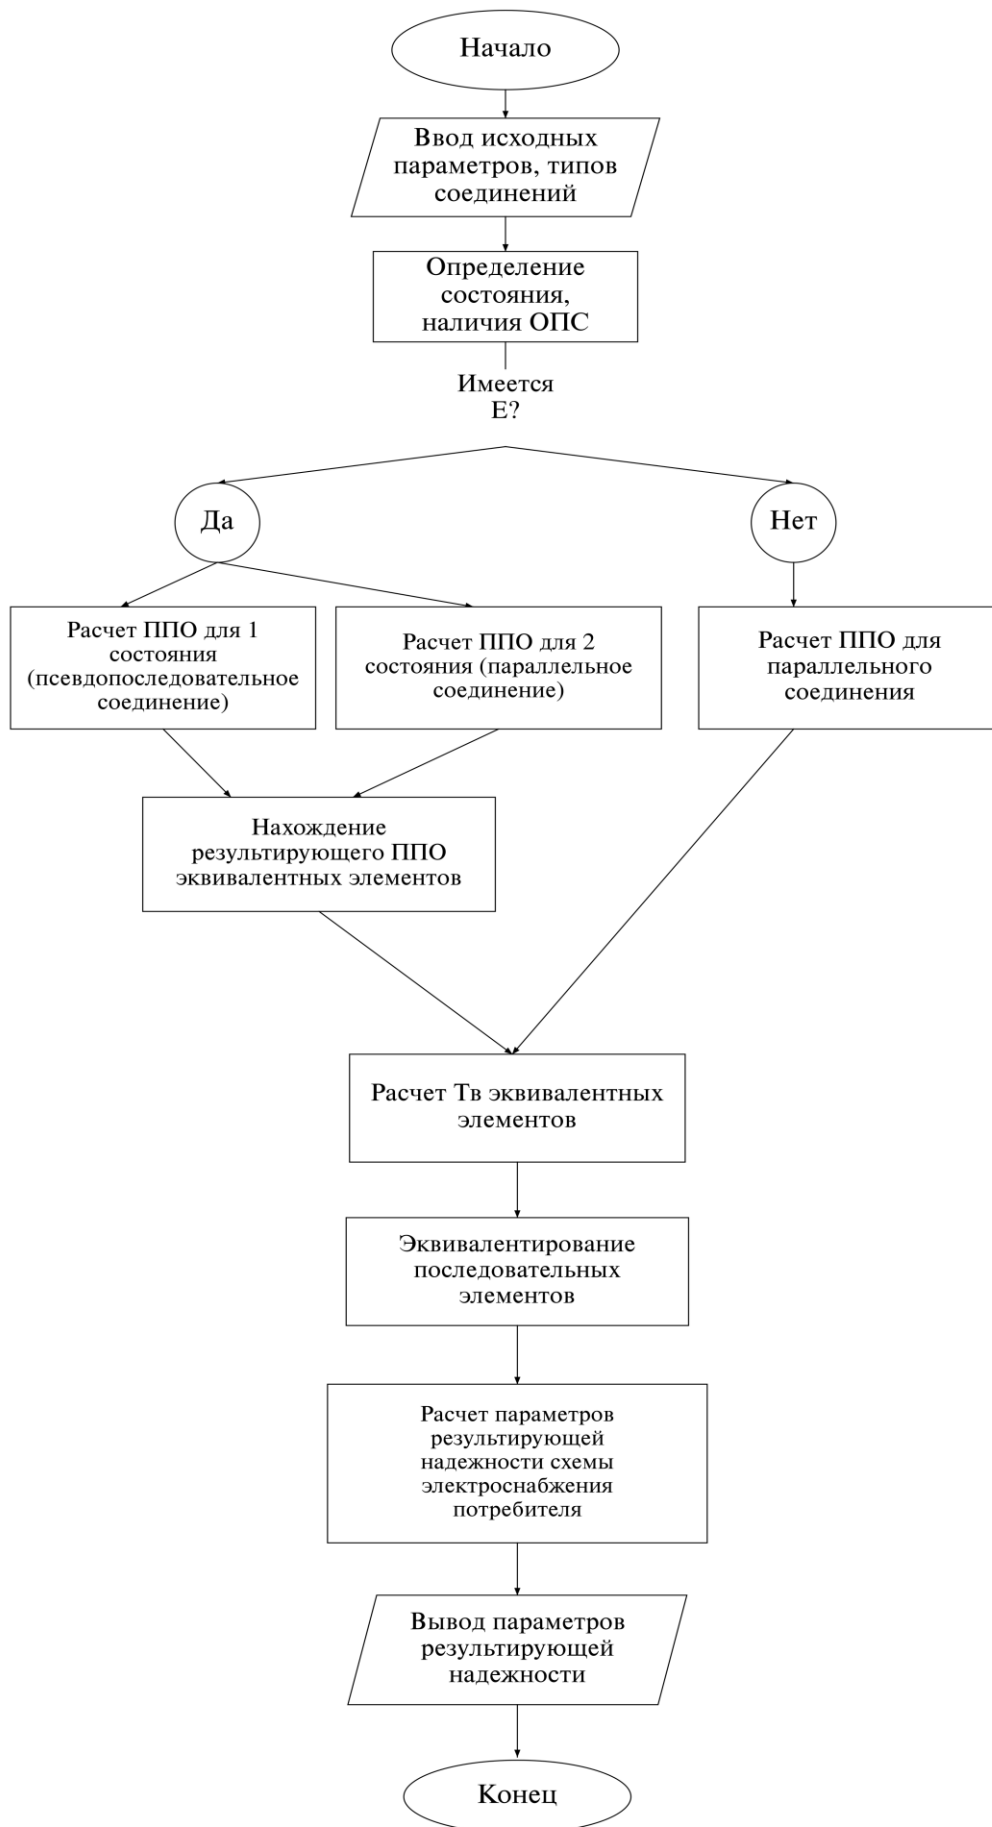 Начало
Ввод исходных
параметров, типов
соединений
Определение
состояния,
наличия ОПС
Имеется
Е?
Да
Нет
Расчет ППО для 1
состояния
(псевдопоследовательное
соединение)
Расчет ППО для 2
состояния (параллельное
соединение)
Расчет ППО для
параллельного
соединения
Нахождение
результирующего ППО
эквивалентных элементов
Расчет Тв эквивалентных
элементов
Эквивалентирование
последовательных
элементов
Расчет параметров
результирующей
надежности схемы
электроснабжения
потребителя
Вывод параметров
результирующей
надежности
Конец